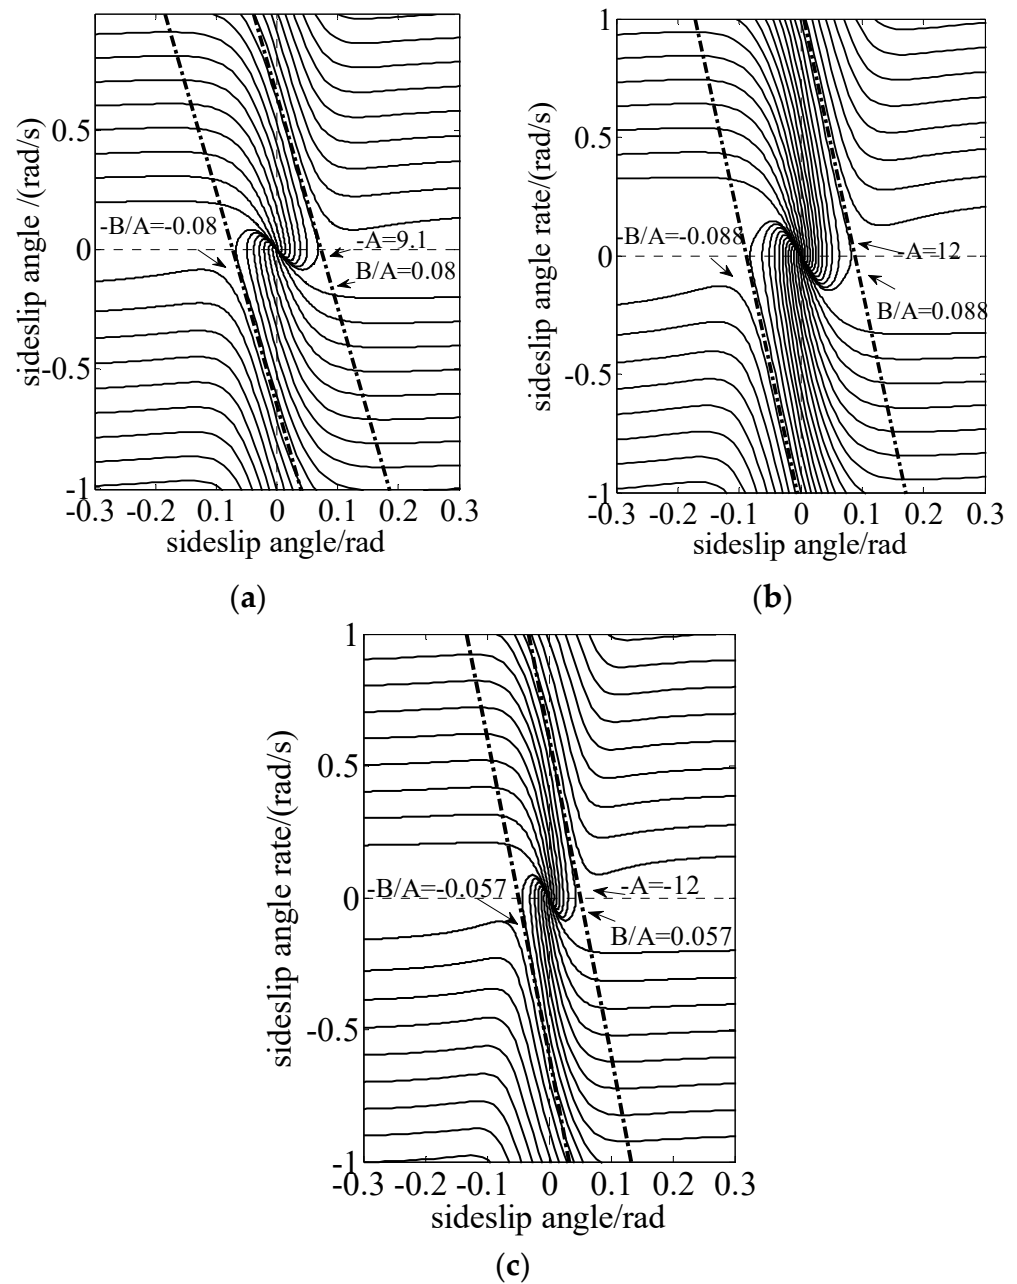 0.5
0
-0.5
-1
-B/A=-0.08
-A=9.1
B/A=0.08
-0.3 -0.2 0.1 0 0.1 0.2 0.3
sideslip angle /(rad/s)
sideslip angle/rad
(a)
1
0.5
0
-0.5
-1
-B/A=-0.088
-A=12
B/A=0.088
-0.3 -0.2 -0.1 0 0.1 0.2 0.3
sideslip angle rate/(rad/s)
sideslip angle/rad
(b)
1
0.5
0
-0.5
-1
-B/A=-0.057
-A=-12
B/A=0.057
-0.3 -0.2 -0.1 0 0.1 0.2 0.3
sideslip angle rate/(rad/s)
sideslip angle/rad
(c)